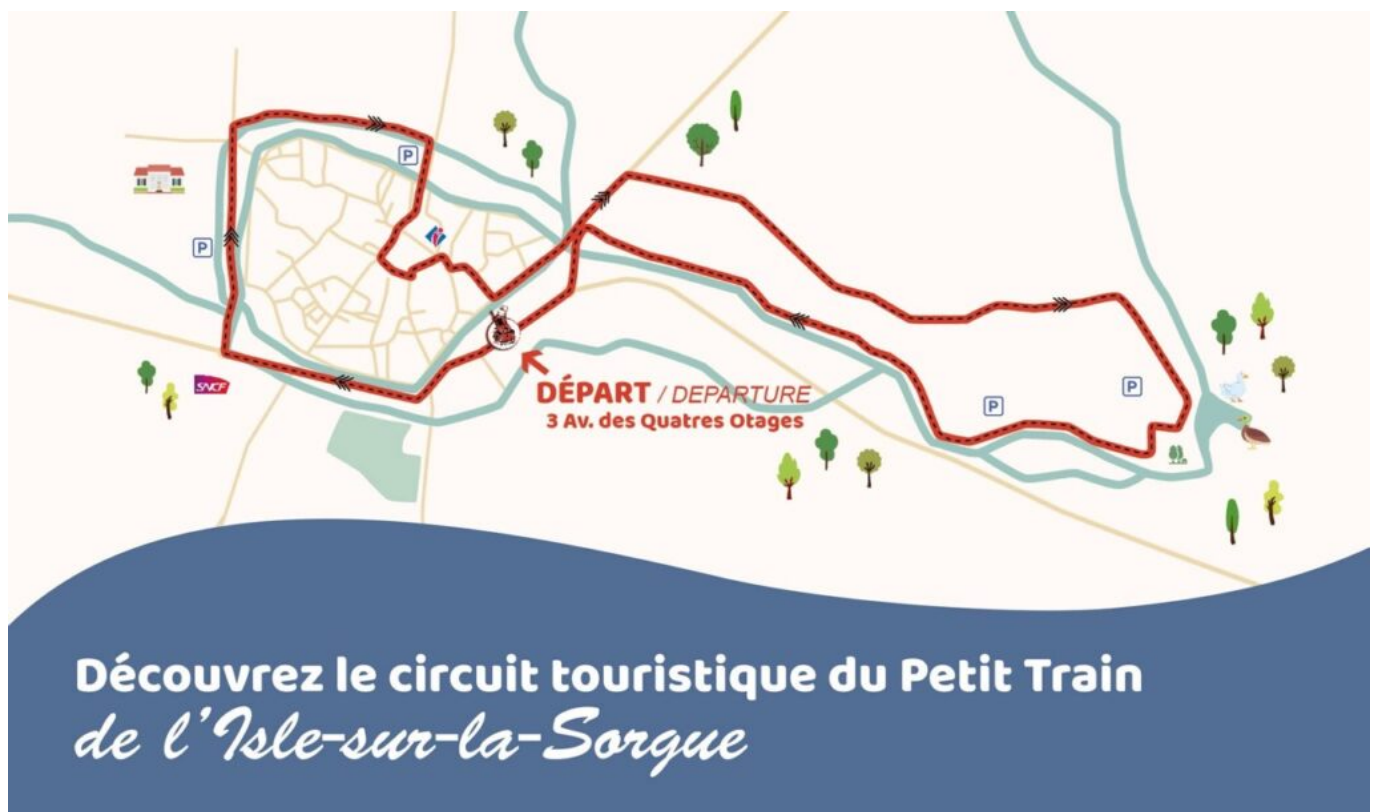 P
P
SNCF
DÉPART / DEPARTURE
3 Av. des Quatres Otages
P
P
Découvrez le circuit touristique du Petit Train
de l'Isle-sur-la-Sorgue